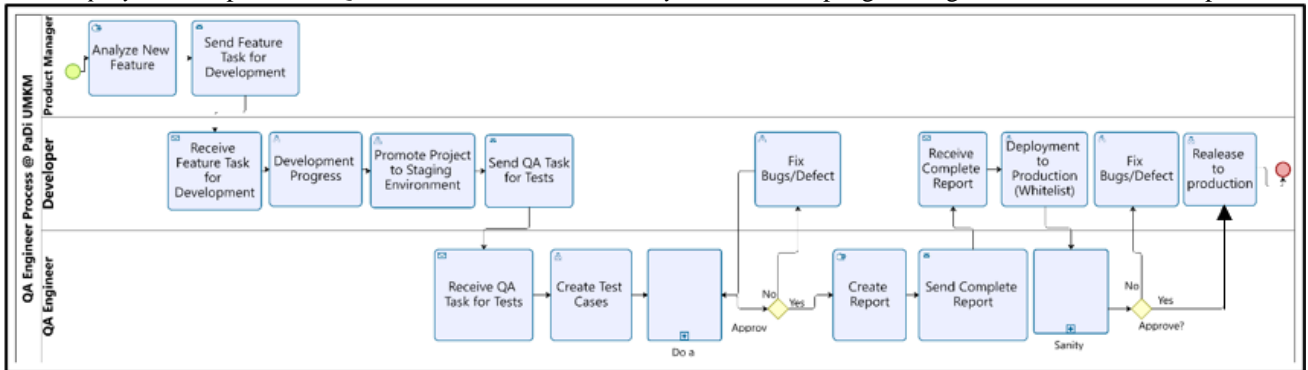 QA Engineer Process @ PaDi UMKM
Product Manager
Analyze New
Feature
Send Feature
Task for
Development
Developer
Receive
Feature Task
for
Development
Development
Progress
Promote Project
to Staging
Environment
Send QA Task
for Tests
Fix
Bugs/Defect
Receive
Complete
Report
Deployment
to
Production
(Whitelist)
Fix
Bugs/Defect
Realease
to
production
QA Engineer
Receive QA
Task for Tests
Create Test
Cases
Do a
No
Yes
Approv
Create
Report
Send Complete
Report
Sanity
No
Yes
Approve?